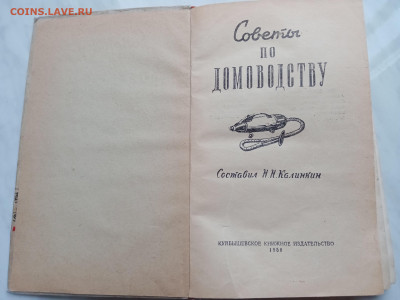 COINS.LAVE.RU
Советы
ПО
ДОМОВОДСТВУ
Составил И.И.Калинкин
КУЙБЫШЕВСКОЕ КНИЖНОЕ ИЗДАТЕЛЬСТВО